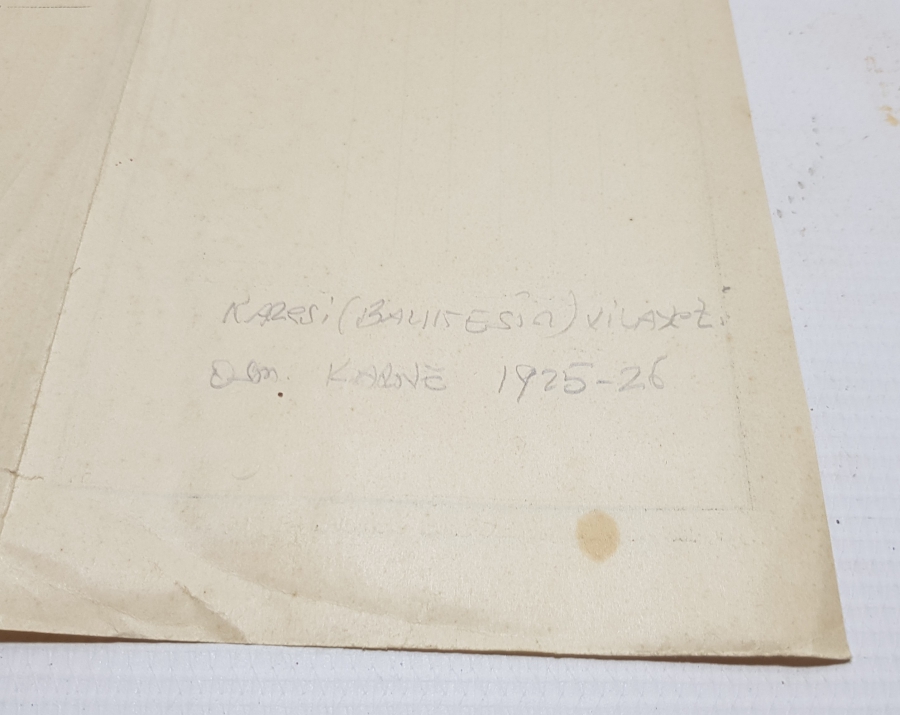 KARESİ (BALIKESİR) VİLAYETİ
OSM. KARNE 1925-26